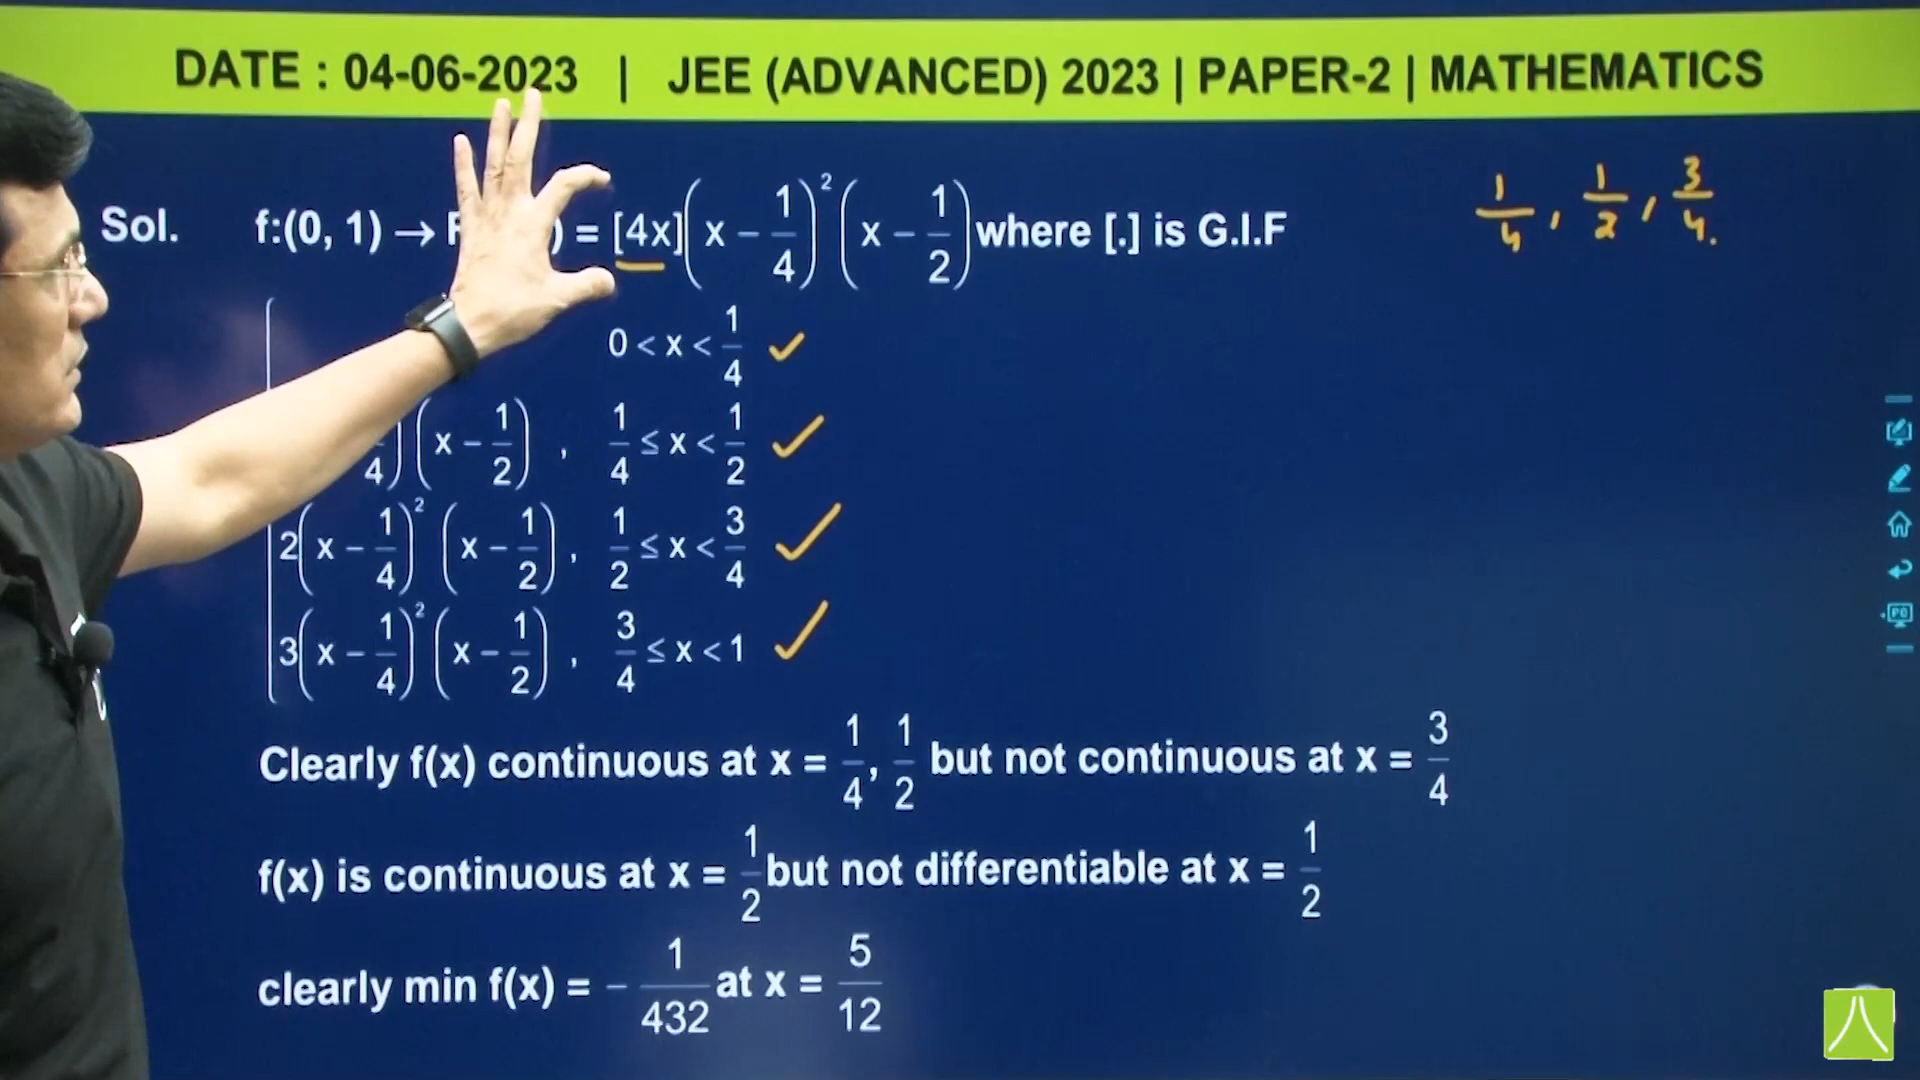 DATE : 04-06-2023 | JEE (ADVANCED) 2023 | PAPER-2 | MATHEMATICS
Sol. f:(0, 1) → ) = [4x](x − 1/4)²(x − 1/2) where [.] is G.I.F
1/4, 1/2, 3/4.
0 < x < 1/4 ✓
4)(x − 1/2), 1/4 ≤ x < 1/2 ✓
2(x − 1/4)² (x − 1/2), 1/2 ≤ x < 3/4 ✓
3(x − 1/4)² (x − 1/2), 3/4 ≤ x < 1 ✓
Clearly f(x) continuous at x = 1/4, 1/2 but not continuous at x = 3/4
f(x) is continuous at x = 1/2 but not differentiable at x = 1/2
clearly min f(x) = − 1/432 at x = 5/12
PC